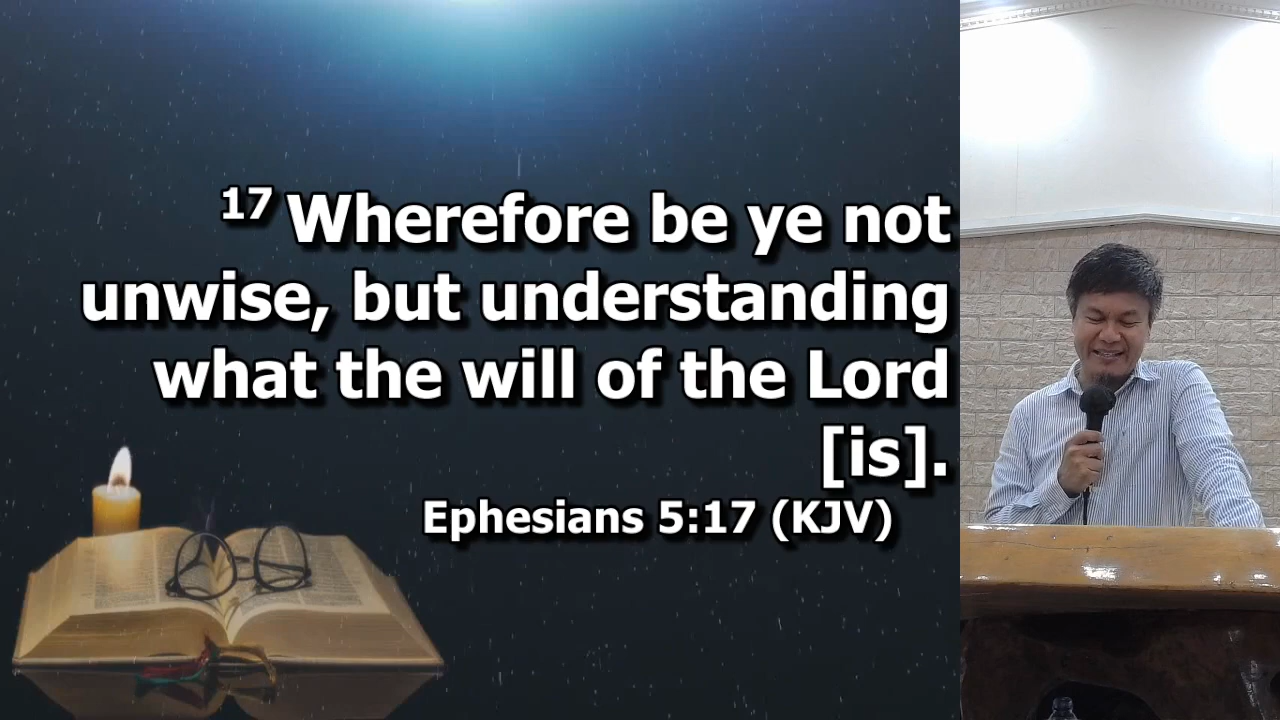 17 Wherefore be ye not
unwise, but understanding
what the will of the Lord
[is].
Ephesians 5:17 (KJV)